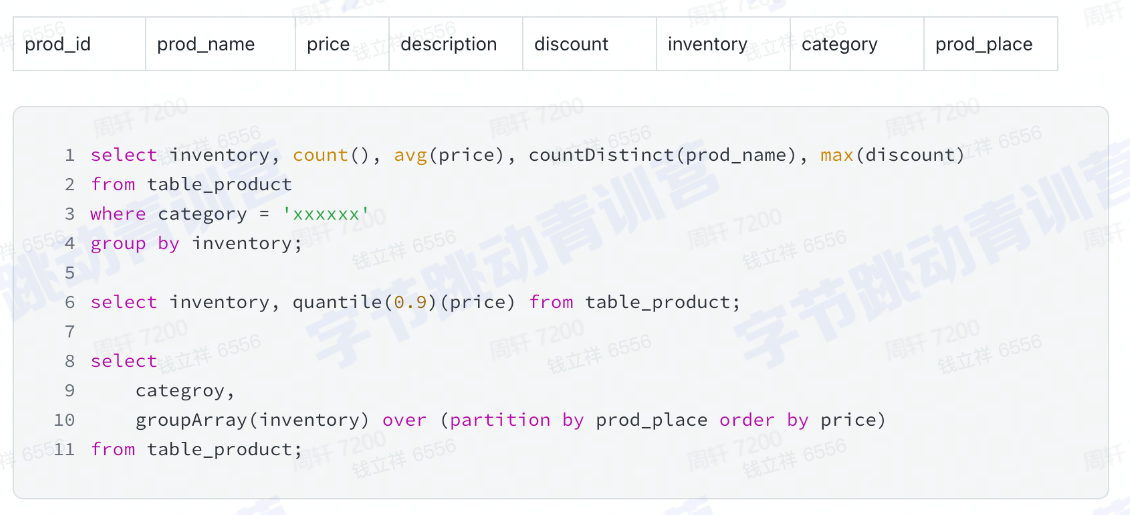 prod_id prod_name price description discount inventory category prod_place
1 select inventory, count(), avg(price), countDistinct(prod_name), max(discount)
2 from table_product
3 where category = 'xxxxxx'
4 group by inventory;
5
6 select inventory, quantile(0.9)(price) from table_product;
7
8 select
9 categroy,
10 groupArray(inventory) over (partition by prod_place order by price)
11 from table_product;
字节跳动青训营
周轩 7200
钱立祥 6556